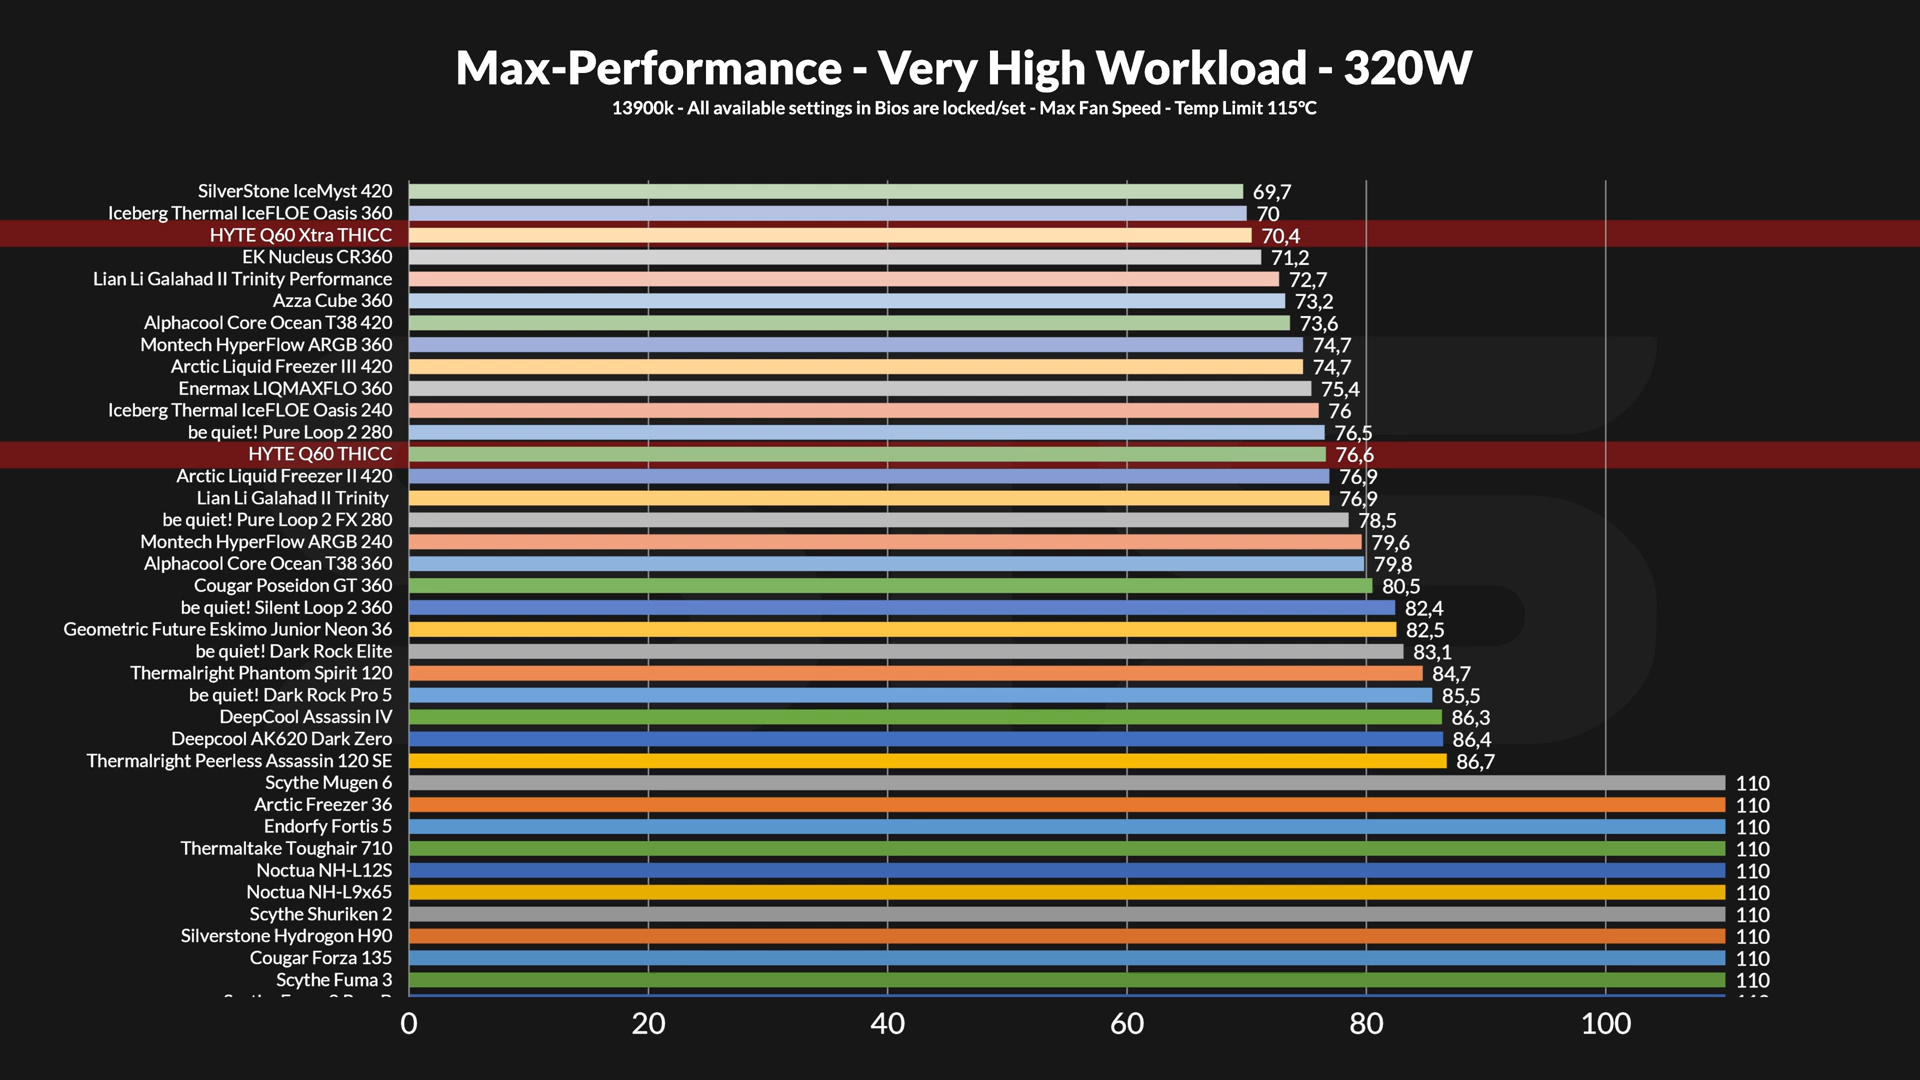 Max-Performance - Very High Workload - 320W
13900k - All available settings in Bios are locked/set - Max Fan Speed - Temp Limit 115°C
SilverStone IceMyst 420 69,7
Iceberg Thermal IceFLOE Oasis 360 70
HYTE Q60 Xtra THICC 70,4
EK Nucleus CR360 71,2
Lian Li Galahad II Trinity Performance 72,7
Azza Cube 360 73,2
Alphacool Core Ocean T38 420 73,6
Montech HyperFlow ARGB 360 74,7
Arctic Liquid Freezer III 420 74,7
Enermax LIQMAXFLO 360 75,4
Iceberg Thermal IceFLOE Oasis 240 76
be quiet! Pure Loop 2 280 76,5
HYTE Q60 THICC 76,6
Arctic Liquid Freezer II 420 76,9
Lian Li Galahad II Trinity 76,9
be quiet! Pure Loop 2 FX 280 78,5
Montech HyperFlow ARGB 240 79,6
Alphacool Core Ocean T38 360 79,8
Cougar Poseidon GT 360 80,5
be quiet! Silent Loop 2 360 82,4
Geometric Future Eskimo Junior Neon 36 82,5
be quiet! Dark Rock Elite 83,1
Thermalright Phantom Spirit 120 84,7
be quiet! Dark Rock Pro 5 85,5
DeepCool Assassin IV 86,3
Deepcool AK620 Dark Zero 86,4
Thermalright Peerless Assassin 120 SE 86,7
Scythe Mugen 6 110
Arctic Freezer 36 110
Endorfy Fortis 5 110
Thermaltake Toughair 710 110
Noctua NH-L12S 110
Noctua NH-L9x65 110
Scythe Shuriken 2 110
Silverstone Hydrogon H90 110
Cougar Forza 135 110
Scythe Fuma 3 110
0 20 40 60 80 100